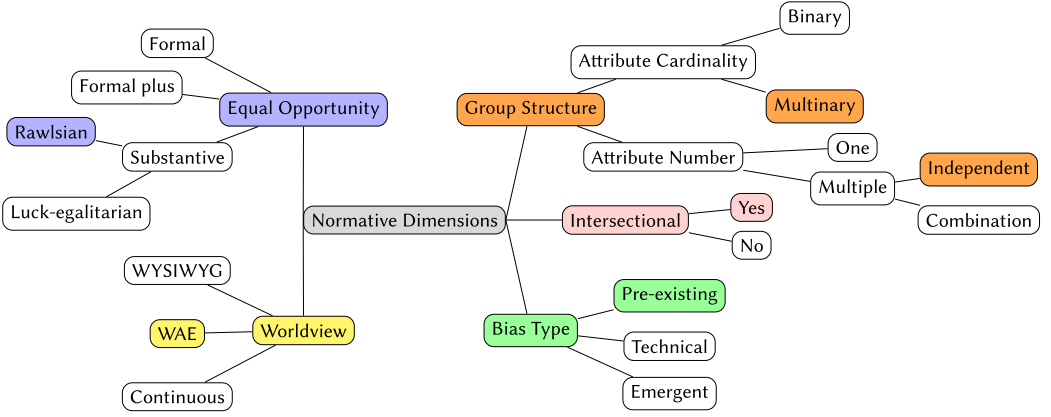 Binary
Formal
Attribute Cardinality
Formal plus
Equal Opportunity
Group Structure
Multinary
Rawlsian
Substantive
Attribute Number
One
Independent
Multiple
Luck-egalitarian
Normative Dimensions
Intersectional
Yes
Combination
No
WYSIWYG
Pre-existing
WAE
Worldview
Bias Type
Technical
Continuous
Emergent